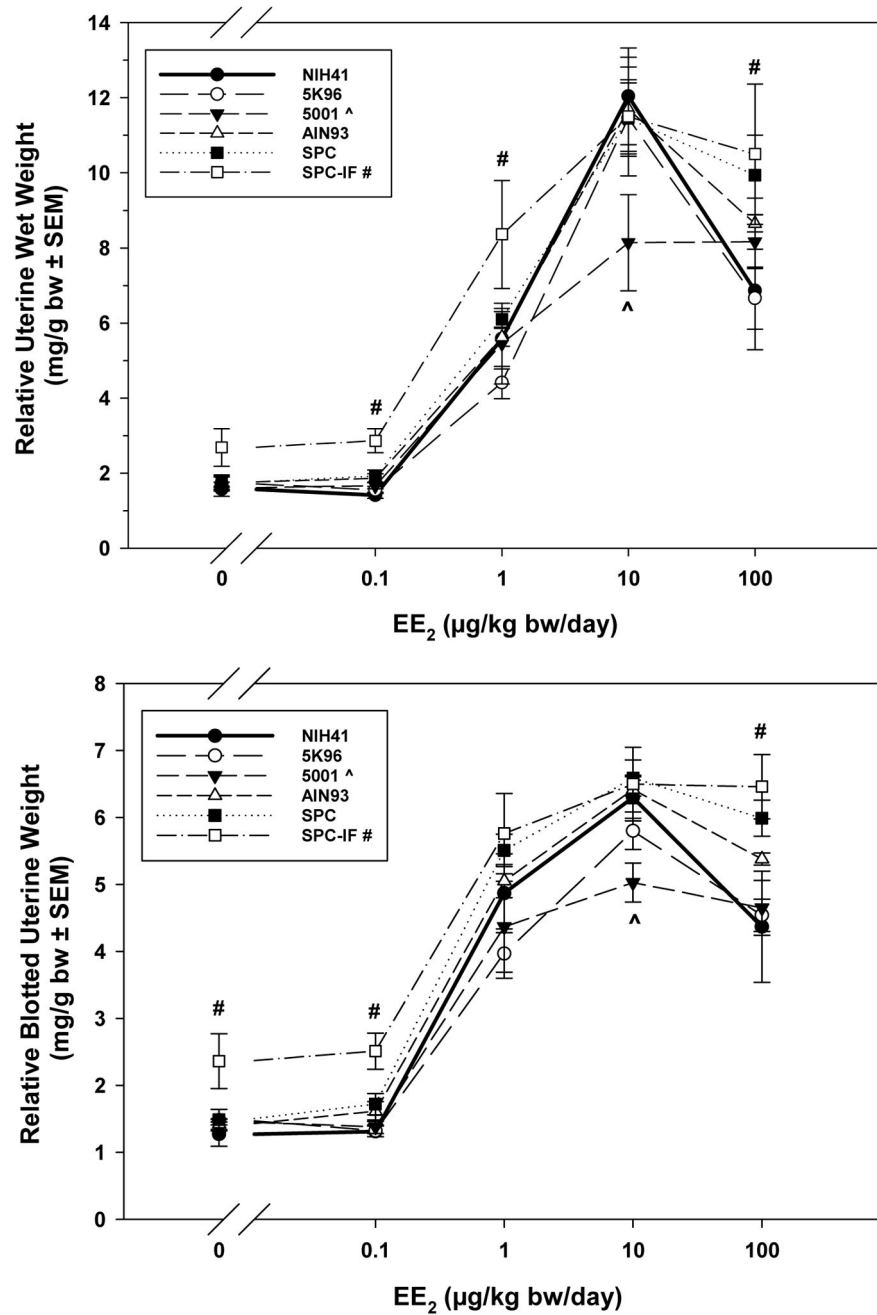 14
12
10
8
6
4
2
0
Relative Uterine Wet Weight
(mg/g bw ± SEM)
NIH41
5K96
5001 ^
AIN93
SPC
SPC-IF #
#
#
#
^
0
0.1
1
10
100
EE₂ (µg/kg bw/day)
8
7
6
5
4
3
2
1
0
Relative Blotted Uterine Weight
(mg/g bw ± SEM)
NIH41
5K96
5001 ^
AIN93
SPC
SPC-IF #
#
#
#
^
0
0.1
1
10
100
EE₂ (µg/kg bw/day)